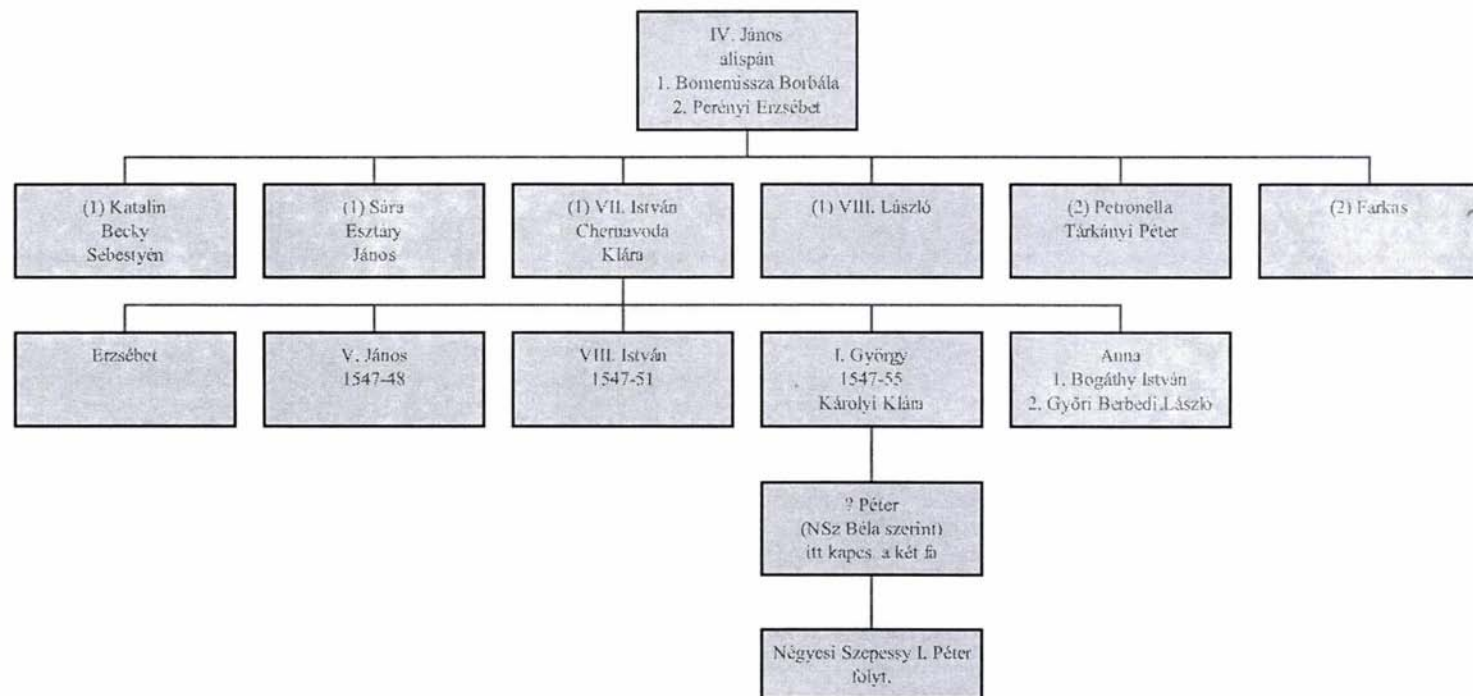 IV. János
alispán
1. Bornemissza Borbála
2. Perényi Erzsébet
(1) Katalin
Becky
Sebestyén
(1) Sára
Esztáry
János
(1) VII. István
Chernavoda
Klára
(1) VIII. László
(2) Petronella
Tárkányi Péter
(2) Farkas
Erzsébet
V. János
1547-48
VIII. István
1547-51
I. György
1547-55
Károlyi Klára
Anna
1. Bogáthy István
2. Győri Berbedi László
? Péter
(NSz Béla szerint)
itt kapcs. a két fa
Négyesi Szepessy I. Péter
folyt.